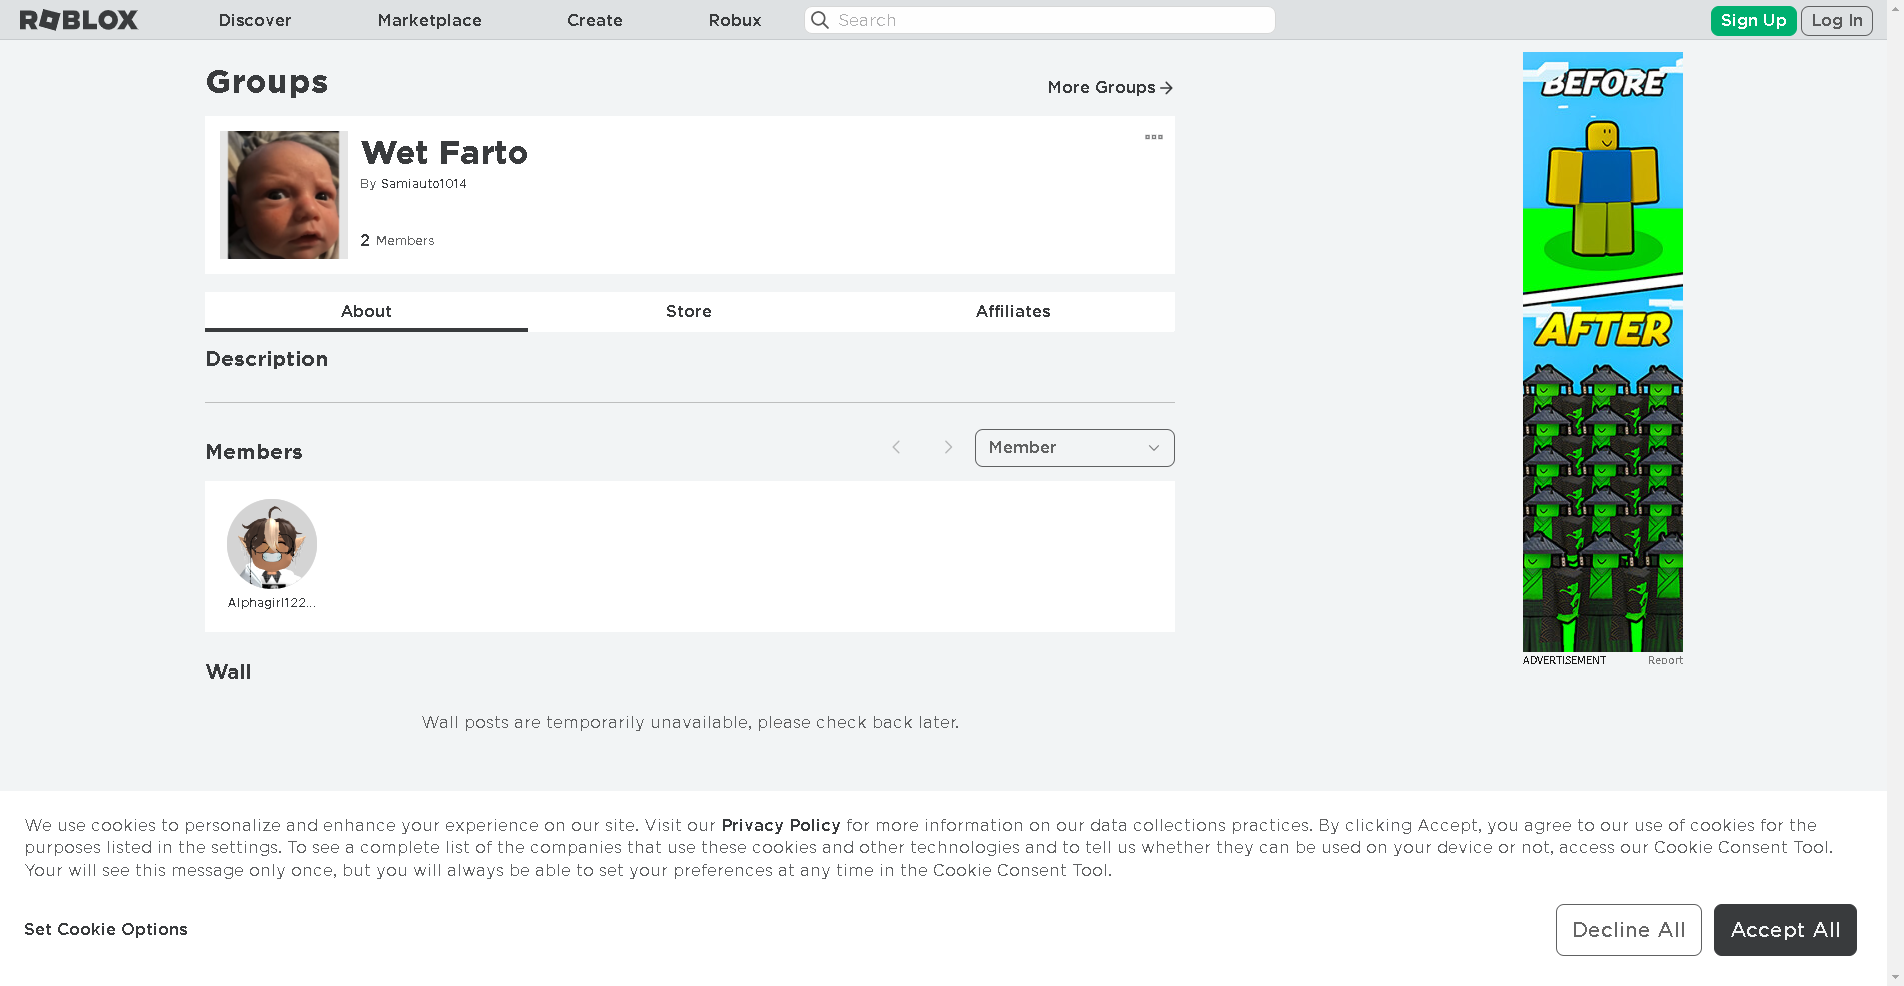 ROBLOX
Discover
Marketplace
Create
Robux
Search
Sign Up
Log In
Groups
More Groups
Wet Farto
By Samiauto1014
2 Members
About
Store
Affiliates
Description
Members
Member
Alphagirl122...
Wall
Wall posts are temporarily unavailable, please check back later.
BEFORE
AFTER
ADVERTISEMENT
Report
We use cookies to personalize and enhance your experience on our site. Visit our Privacy Policy for more information on our data collections practices. By clicking Accept, you agree to our use of cookies for the
purposes listed in the settings. To see a complete list of the companies that use these cookies and other technologies and to tell us whether they can be used on your device or not, access our Cookie Consent Tool.
Your will see this message only once, but you will always be able to set your preferences at any time in the Cookie Consent Tool.
Set Cookie Options
Decline All
Accept All